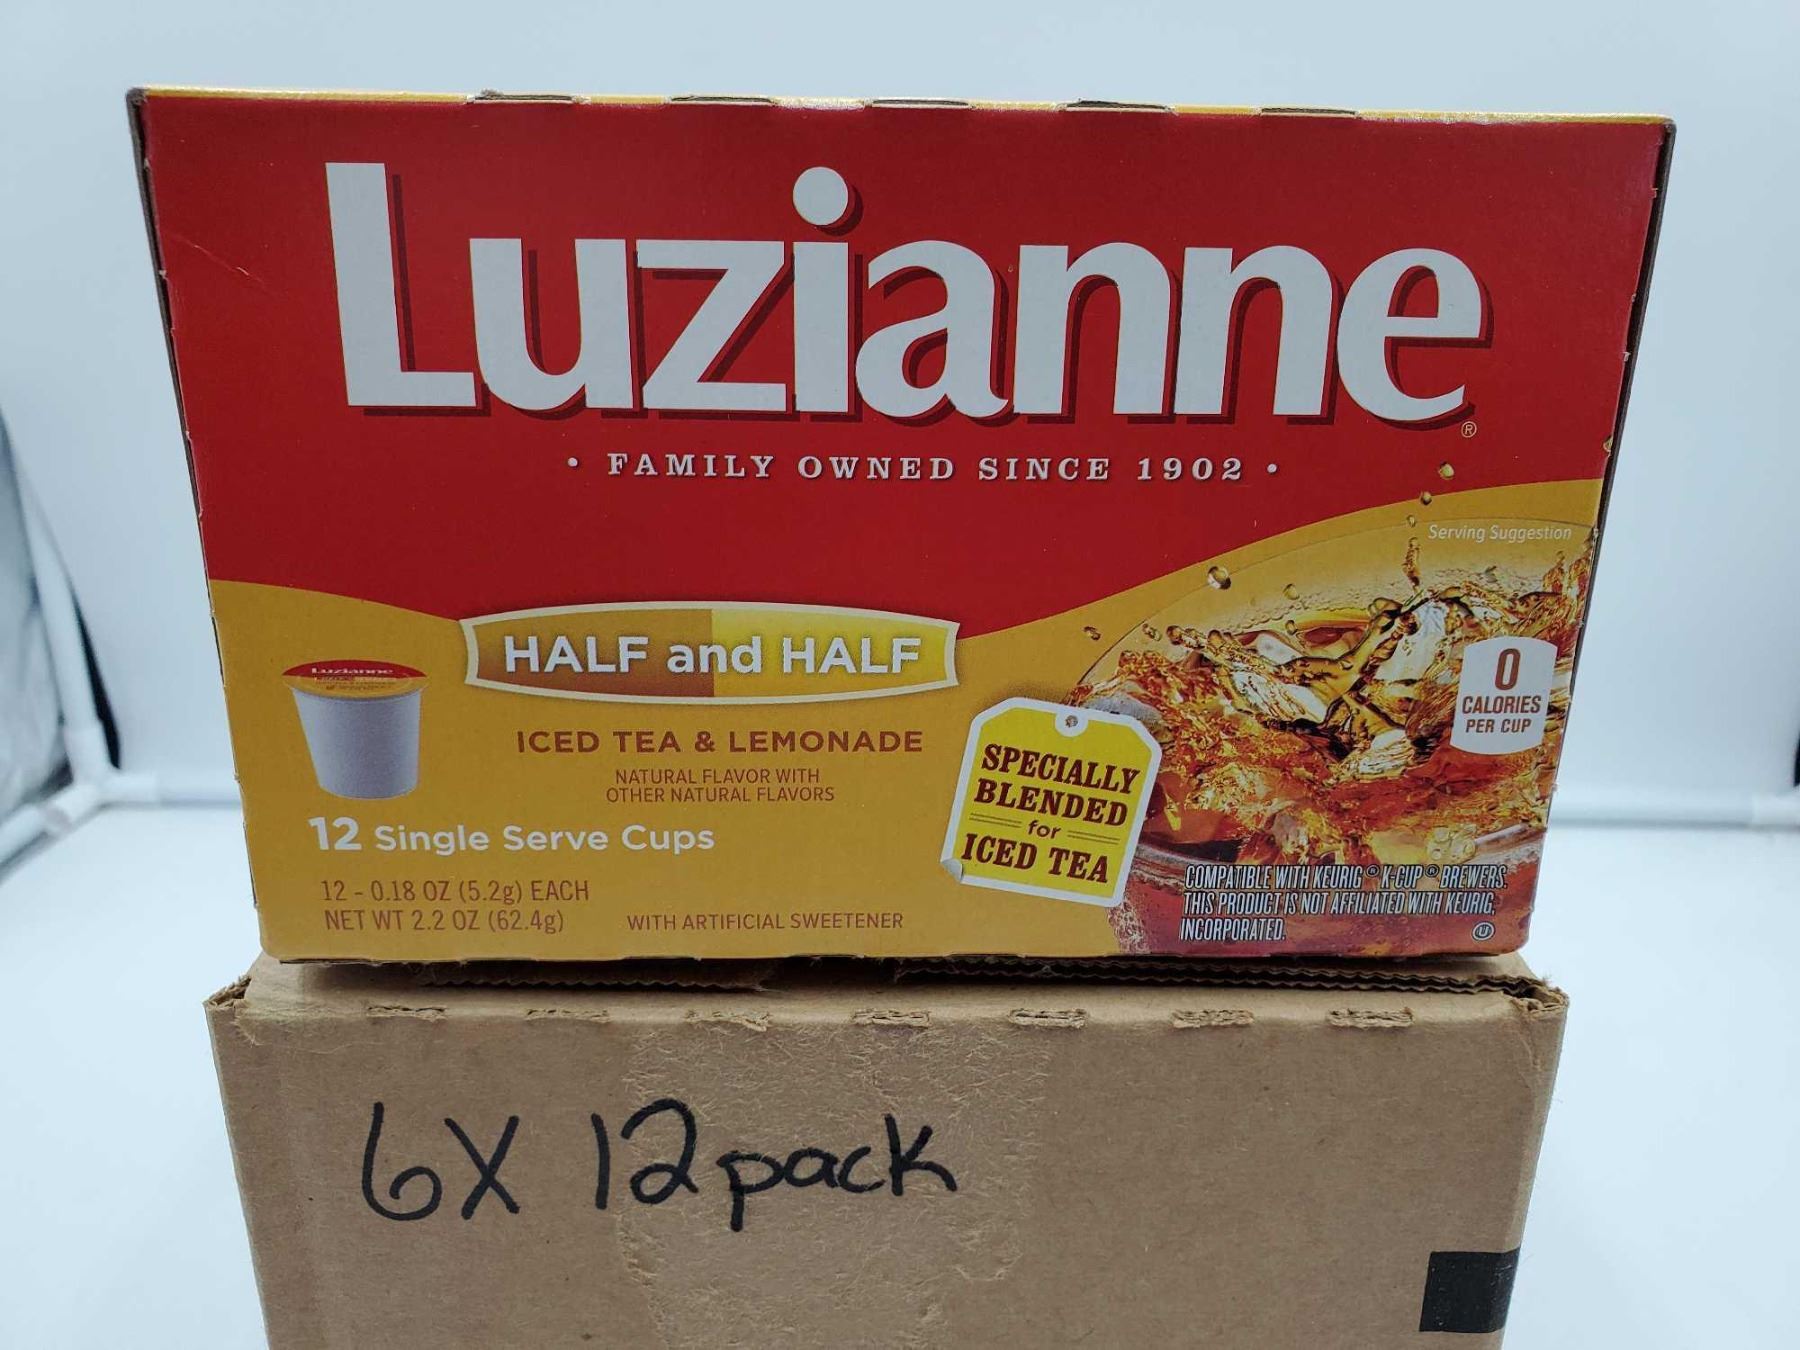 Luzianne®
• FAMILY OWNED SINCE 1902 •
Serving Suggestion
HALF and HALF
ICED TEA & LEMONADE
NATURAL FLAVOR WITH
OTHER NATURAL FLAVORS
Luzianne
12 Single Serve Cups
12 - 0.18 OZ (5.2g) EACH
NET WT 2.2 OZ (62.4g)
WITH ARTIFICIAL SWEETENER
SPECIALLY
BLENDED
for
ICED TEA
0
CALORIES
PER CUP
COMPATIBLE WITH KEURIG® K-CUP® BREWERS.
THIS PRODUCT IS NOT AFFILIATED WITH KEURIG,
INCORPORATED.
U
6X 12 pack